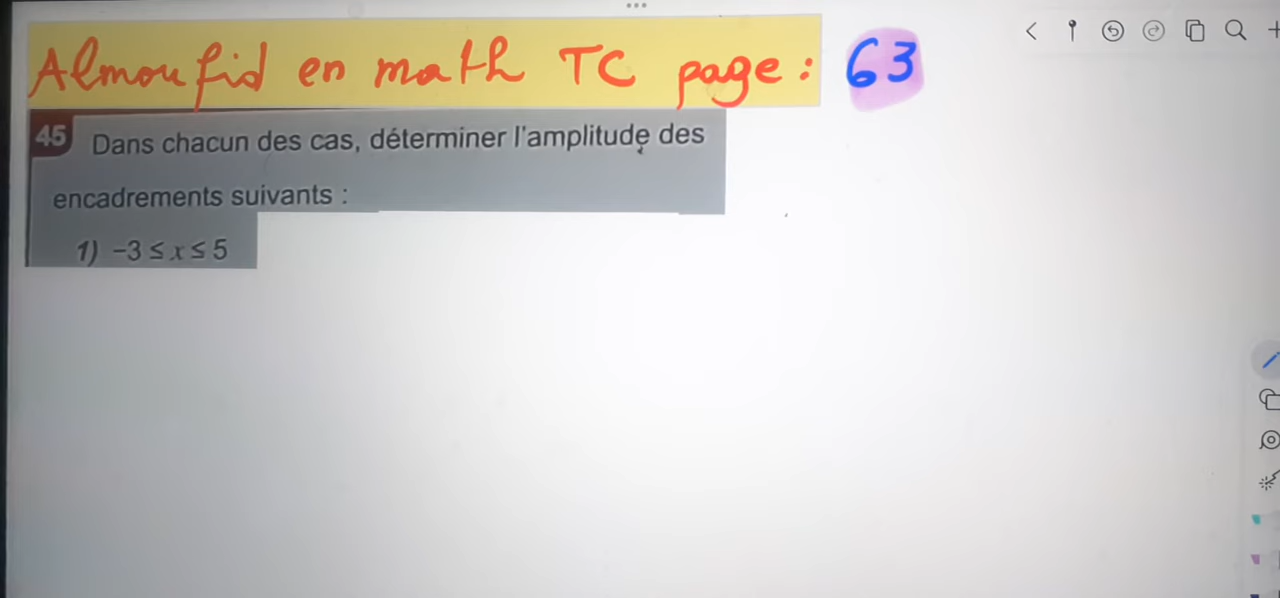 Almoufid en math TC page: 63
45 Dans chacun des cas, déterminer l'amplitude des
encadrements suivants :
1) −3 ≤ x ≤ 5